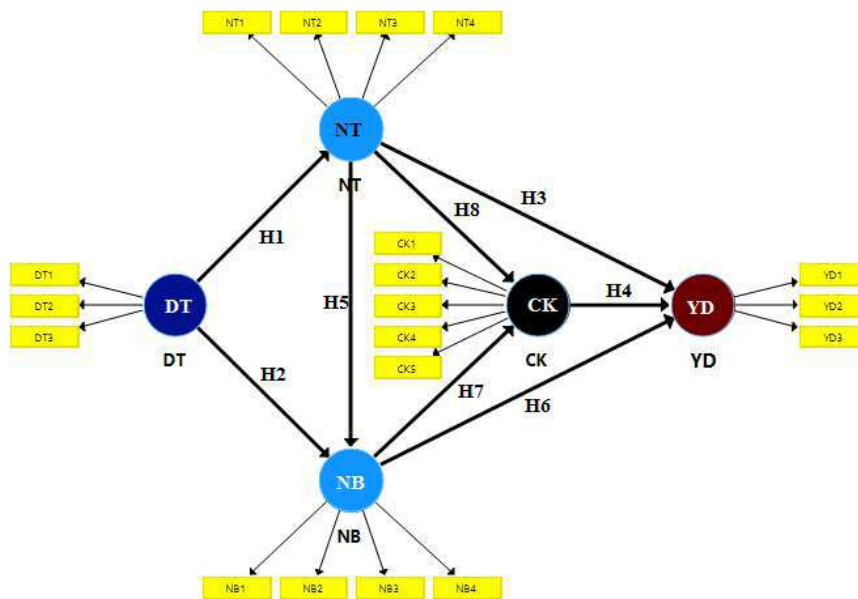 NT1 NT2 NT3 NT4
NT
NT
H1
H8
H3
CK1
CK2
CK3
CK4
CK5
DT1
DT2
DT3
DT
DT
H5
CK
CK
H4
YD
YD
YD1
YD2
YD3
H2
H7
H6
NB
NB
NB1 NB2 NB3 NB4